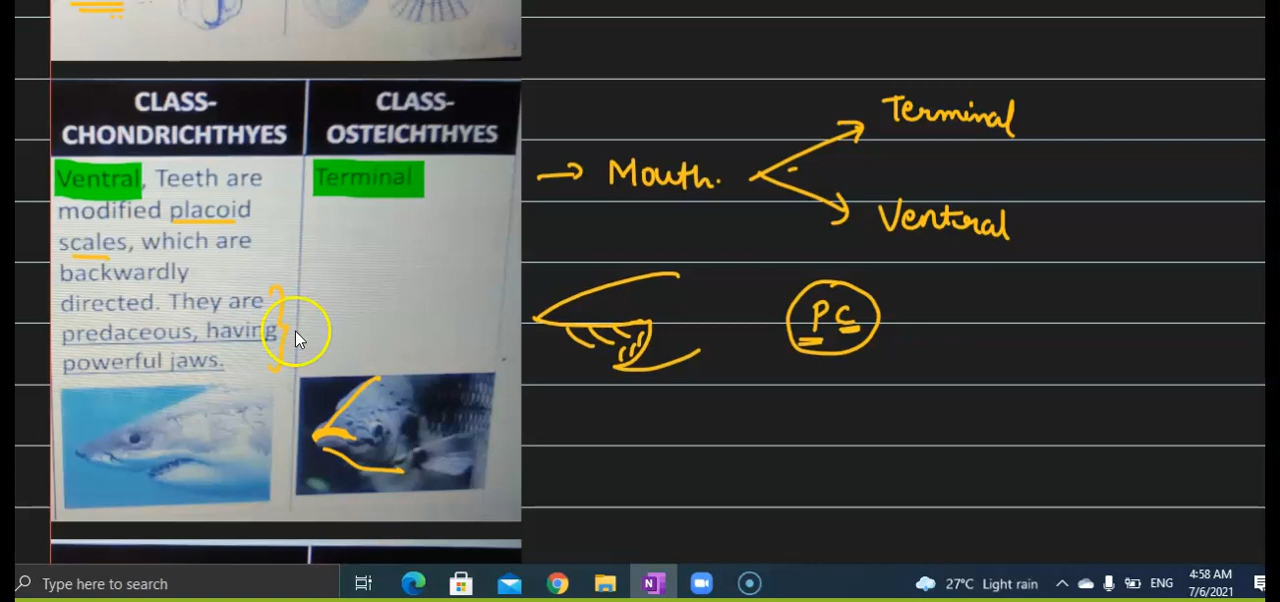 CLASS-
CHONDRICHTHYES
CLASS-
OSTEICHTHYES
Ventral, Teeth are
modified placoid
scales, which are
backwardly
directed. They are
predaceous, having
powerful jaws.
Terminal
→ Mouth.
Terminal
Ventral
PC
Type here to search
27°C Light rain
ENG
4:58 AM
7/6/2021